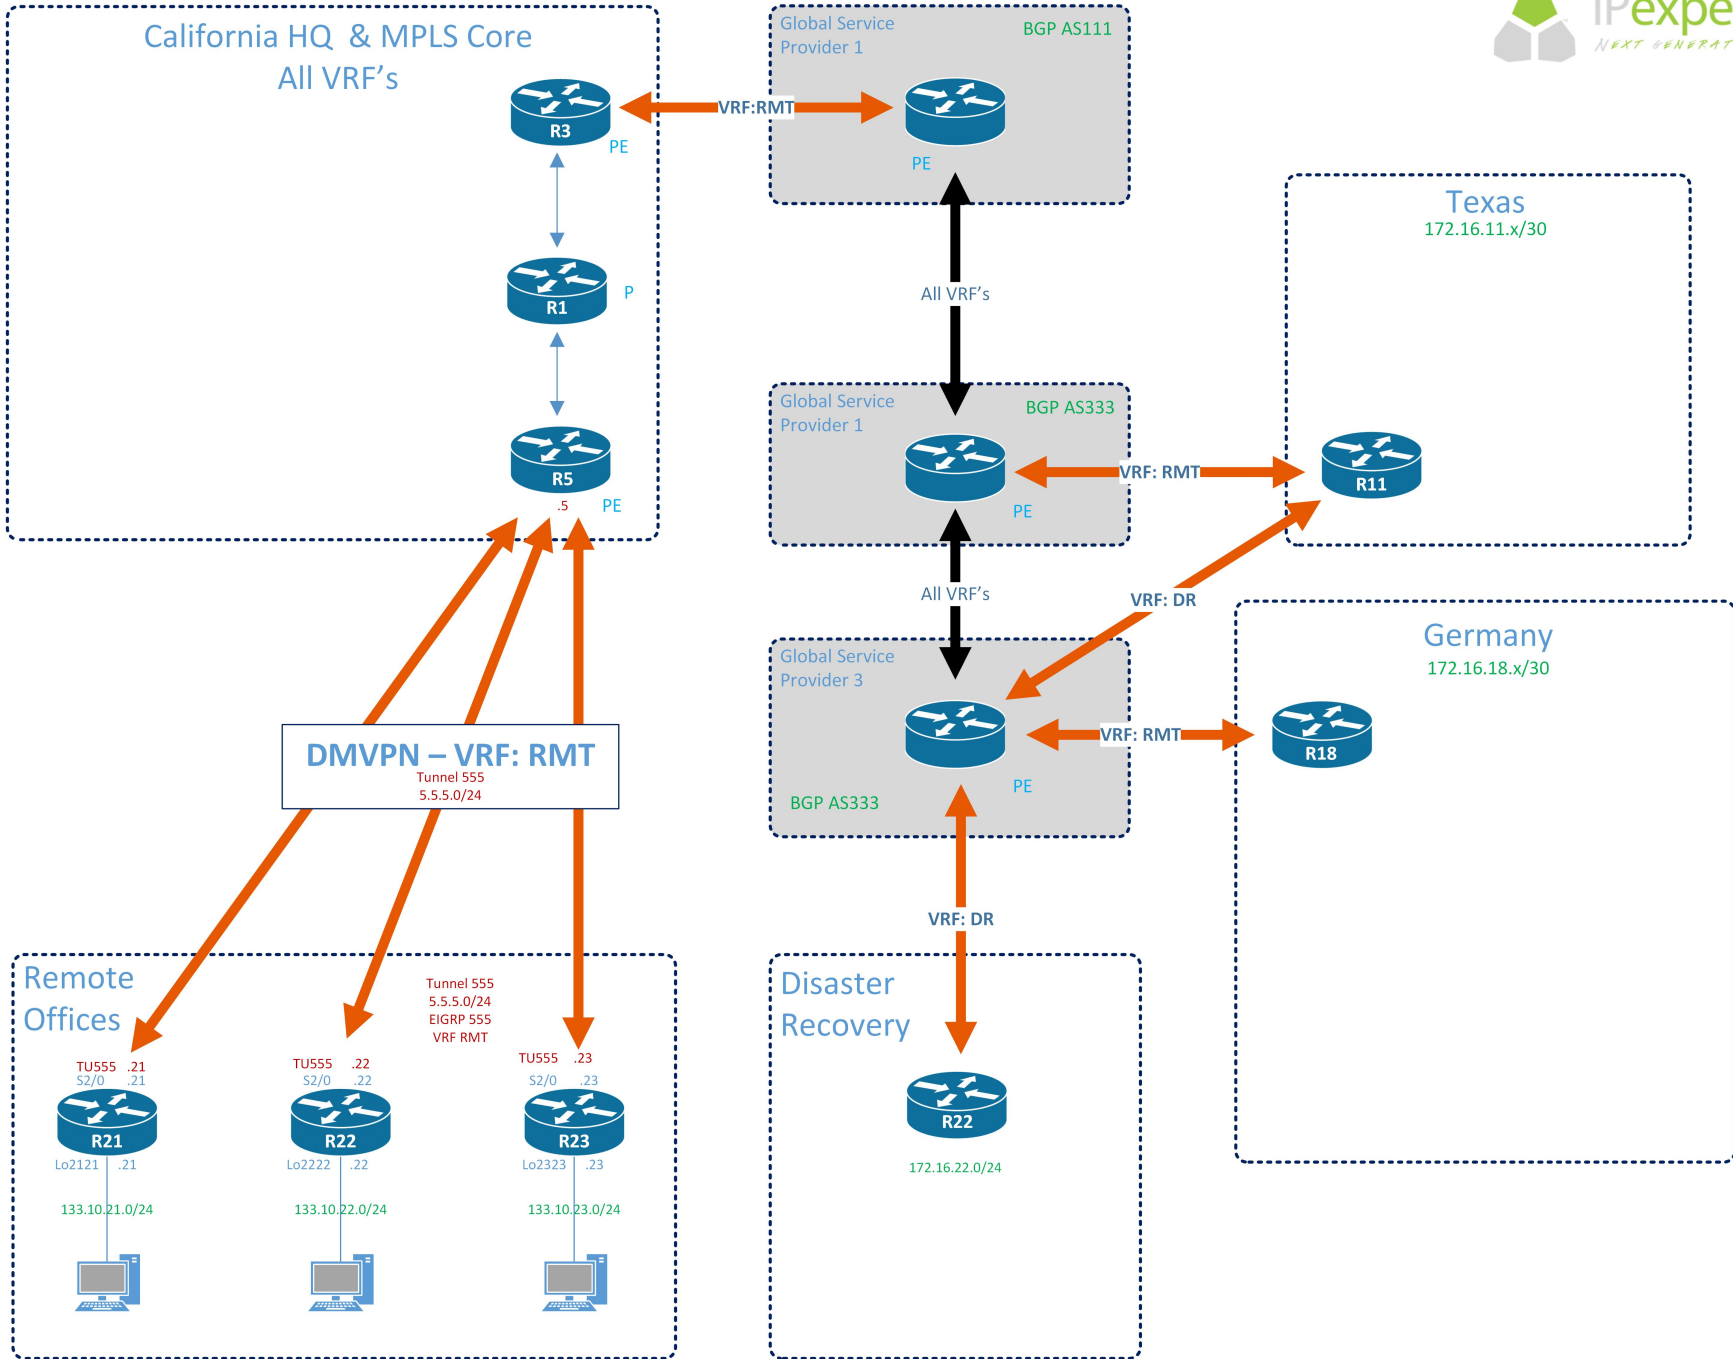 California HQ & MPLS Core
All VRF's
R3
PE
R1
P
R5
.5
PE
VRF:RMT
Global Service
Provider 1
BGP AS111
PE
All VRF's
Global Service
Provider 1
BGP AS333
PE
VRF: RMT
All VRF's
Global Service
Provider 3
BGP AS333
PE
VRF: DR
VRF: RMT
VRF: DR
Texas
172.16.11.x/30
R11
Germany
172.16.18.x/30
R18
DMVPN – VRF: RMT
Tunnel 555
5.5.5.0/24
Remote
Offices
Tunnel 555
5.5.5.0/24
EIGRP 555
VRF RMT
TU555 .21
S2/0 .21
R21
Lo2121 .21
133.10.21.0/24
TU555 .22
S2/0 .22
R22
Lo2222 .22
133.10.22.0/24
TU555 .23
S2/0 .23
R23
Lo2323 .23
133.10.23.0/24
Disaster
Recovery
R22
172.16.22.0/24
IPexpe
NEXT GENERAT